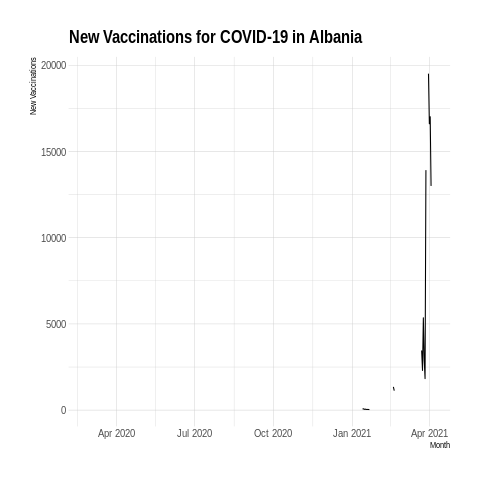 New Vaccinations for COVID-19 in Albania
New Vaccinations
20000
15000
10000
5000
0
Apr 2020 Jul 2020 Oct 2020 Jan 2021 Apr 2021
Month